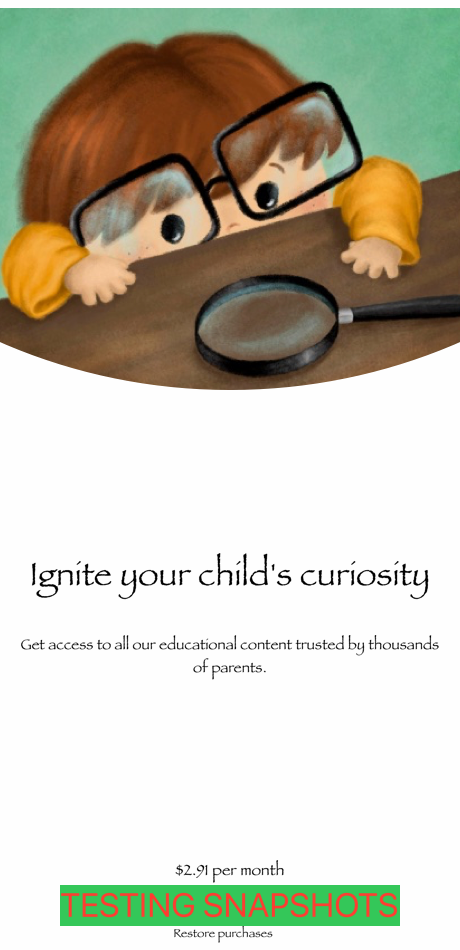 Ignite your child's curiosity
Get access to all our educational content trusted by thousands
of parents.
$2.91 per month
TESTING SNAPSHOTS
Restore purchases